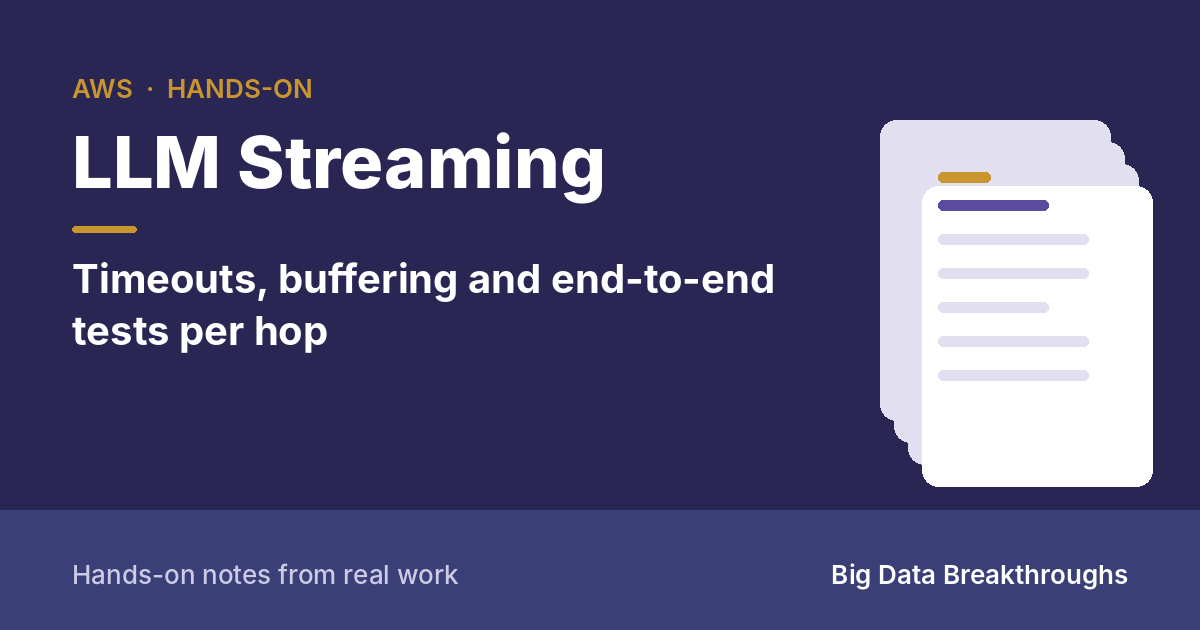 AWS · HANDS-ON
LLM Streaming
Timeouts, buffering and end-to-end
tests per hop
Hands-on notes from real work
Big Data Breakthroughs